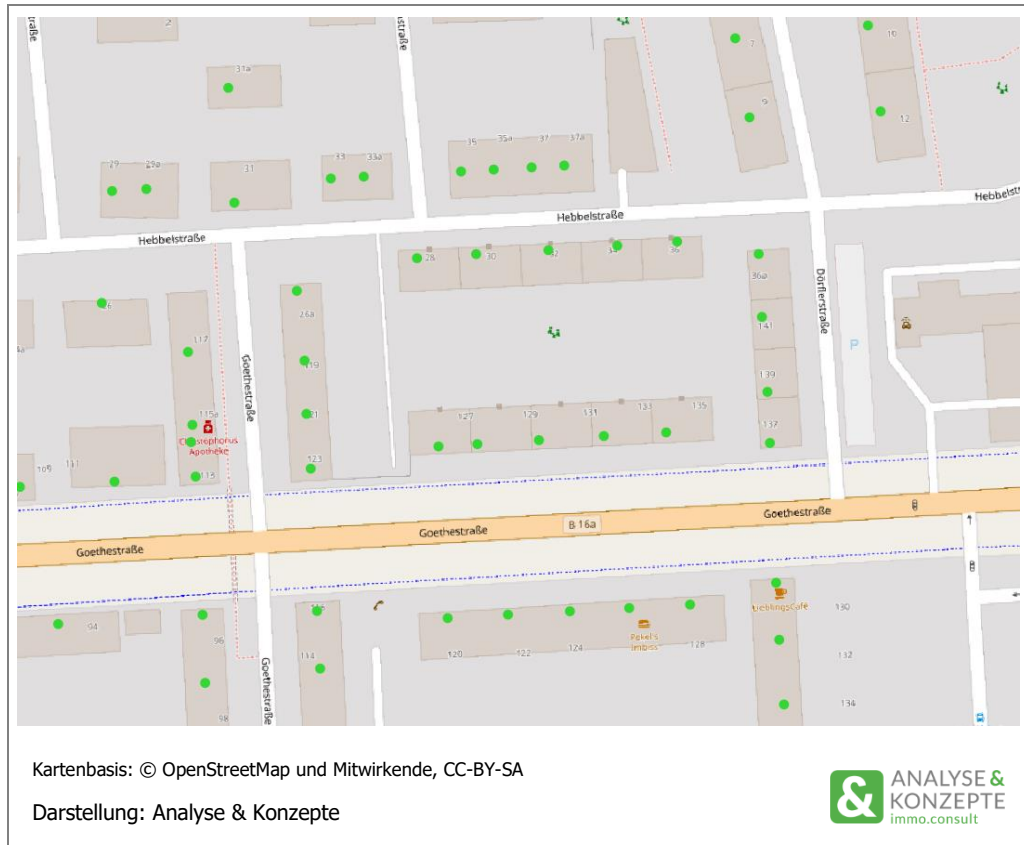 2
31a
7
10
9
12
35
35a
37
37a
29
29a
31
33
33a
Hebbelstraße
Hebbelstraße
28
30
32
34
36
36a
26
26a
Dörflerstraße
141
117
119
P
139
Goethestraße
115a
121
127
129
131
133
135
137
Christophorus
Apotheke
109
111
113
123
Goethestraße
Goethestraße
Goethestraße
B 16a
94
96
98
114
120
122
124
128
Pekel's
Imbiss
LieblingsCafé
130
132
134
Goethestraße
Kartenbasis: © OpenStreetMap und Mitwirkende, CC-BY-SA
Darstellung: Analyse & Konzepte
& ANALYSE &
KONZEPTE
immo.consult